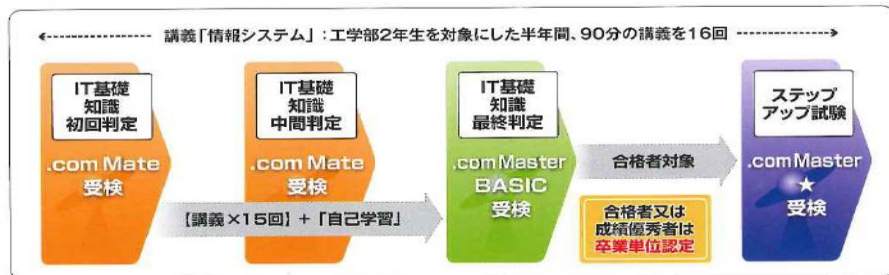 講義「情報システム」:工学部2年生を対象にした半年間、90分の講義を16回
IT基礎
知識
初回判定
.com Mate
受検
IT基礎
知識
中間判定
.com Mate
受検
【講義×15回】+「自己学習」
IT基礎
知識
最終判定
.com Master
BASIC
受検
合格者対象
合格者又は
成績優秀者は
卒業単位認定
ステップ
アップ試験
.com Master
★
受検